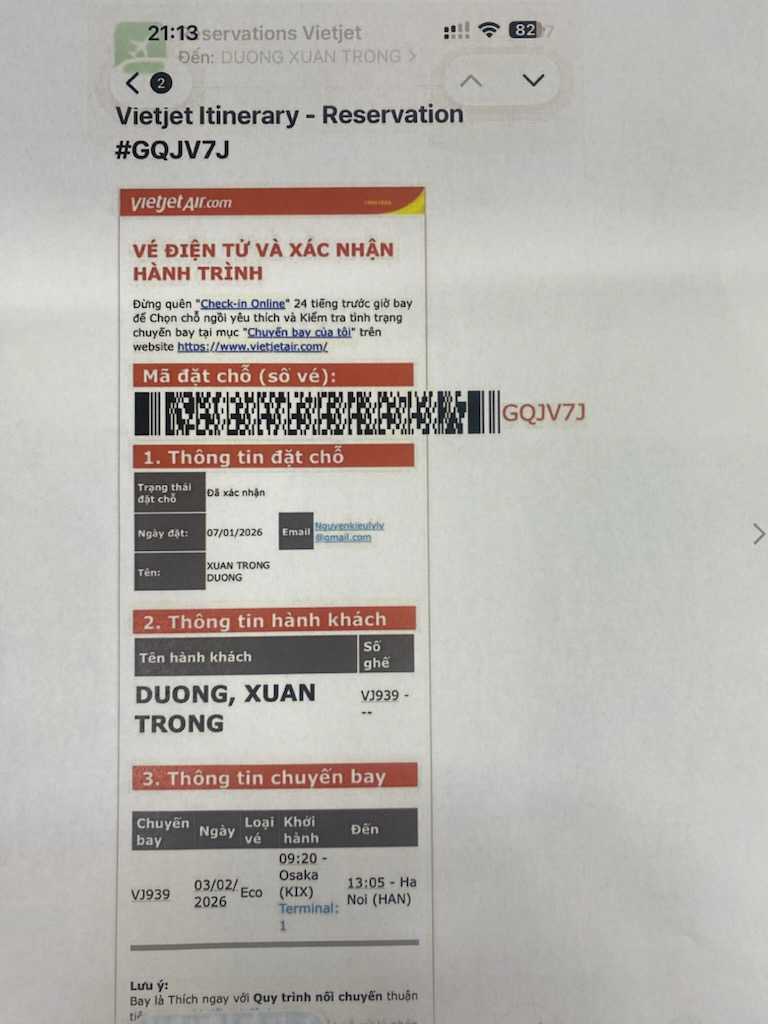 21:13
servations Vietjet
82
Đến: DUONG XUAN TRONG
2
Vietjet Itinerary - Reservation
#GQJV7J
vietjetAir.com
VÉ ĐIỆN TỬ VÀ XÁC NHẬN
HÀNH TRÌNH
Đừng quên "Check-in Online" 24 tiếng trước giờ bay
để Chọn chỗ ngồi yêu thích và Kiểm tra tình trạng
chuyến bay tại mục "Chuyến bay của tôi" trên
website https://www.vietjetair.com/
Mã đặt chỗ (số vé):
GQJV7J
1. Thông tin đặt chỗ
Trạng thái
đặt chỗ
Đã xác nhận
Ngày đặt:
07/01/2026
Email
Nguyenkieulvlv
@gmail.com
Tên:
XUAN TRONG
DUONG
2. Thông tin hành khách
Tên hành khách
Số
ghế
DUONG, XUAN
TRONG
VJ939 -
--
3. Thông tin chuyến bay
Chuyến
bay
Ngày
Loại
vé
Khởi
hành
Đến
VJ939
03/02/
2026
Eco
09:20 -
Osaka
(KIX)
Terminal:
1
13:05 - Ha
Noi (HAN)
Lưu ý:
Bay là Thích ngay với Quy trình nối chuyến thuận